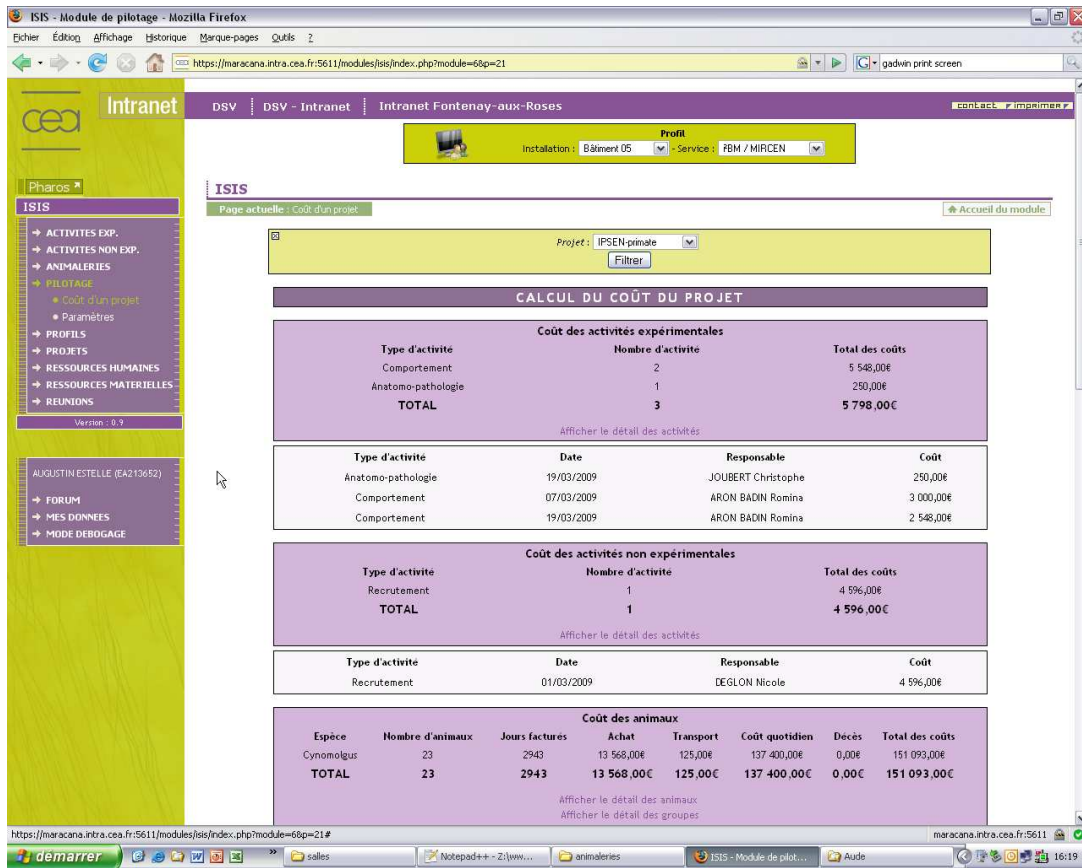 ISIS - Module de pilotage - Mozilla Firefox
Fichier Édition Affichage Historique Marque-pages Outils ?
https://maracana.intra.cea.fr:5611/modules/isis/index.php?module=6&p=21 gadwin print screen
cea Intranet DSV DSV - Intranet Intranet Fontenay-aux-Roses contact imprimer
Profil
Installation : Bâtiment 05 - Service : I²BM / MIRCEN
Pharos
ISIS
Page actuelle : Coût d'un projet Accueil du module
ISIS
ACTIVITES EXP.
ACTIVITES NON EXP.
ANIMALERIES
PILOTAGE
Coût d'un projet
Paramètres
PROFILS
PROJETS
RESSOURCES HUMAINES
RESSOURCES MATERIELLES
REUNIONS
Version : 0.9
AUGUSTIN ESTELLE (EA213652)
FORUM
MES DONNEES
MODE DEBOGAGE
Projet : IPSEN-primate
Filtrer
CALCUL DU COÛT DU PROJET
Coût des activités expérimentales
Type d'activité Nombre d'activité Total des coûts
Comportement 2 5 548,00€
Anatomo-pathologie 1 250,00€
TOTAL 3 5 798,00€
Afficher le détail des activités
Type d'activité Date Responsable Coût
Anatomo-pathologie 19/03/2009 JOUBERT Christophe 250,00€
Comportement 07/03/2009 ARON BADIN Romina 3 000,00€
Comportement 19/03/2009 ARON BADIN Romina 2 548,00€
Coût des activités non expérimentales
Type d'activité Nombre d'activité Total des coûts
Recrutement 1 4 596,00€
TOTAL 1 4 596,00€
Afficher le détail des activités
Type d'activité Date Responsable Coût
Recrutement 01/03/2009 DEGLON Nicole 4 596,00€
Coût des animaux
Espèce Nombre d'animaux Jours facturés Achat Transport Coût quotidien Décès Total des coûts
Cynomolgus 23 2943 13 568,00€ 125,00€ 137 400,00€ 0,00€ 151 093,00€
TOTAL 23 2943 13 568,00€ 125,00€ 137 400,00€ 0,00€ 151 093,00€
Afficher le détail des animaux
Afficher le détail des groupes
https://maracana.intra.cea.fr:5611/modules/isis/index.php?module=6&p=21# maracana.intra.cea.fr:5611
démarrer salles Notepad++ - Z:\ww... animaleries ISIS - Module de pilot... Aude 16:19